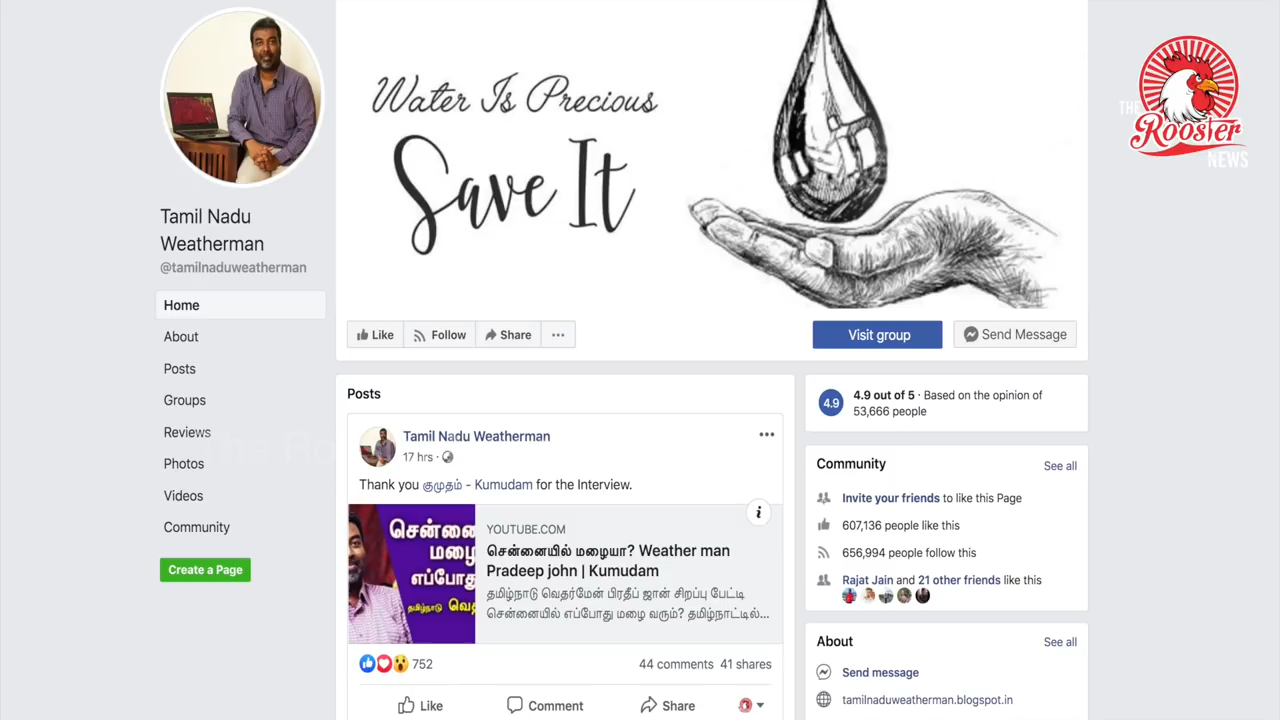 THE
Rooster
NEWS
Water Is Precious
Save It
Tamil Nadu
Weatherman
@tamilnaduweatherman
Home
About
Posts
Groups
Reviews
Photos
Videos
Community
Create a Page
Like
Follow
Share
Visit group
Send Message
Posts
Tamil Nadu Weatherman
17 hrs ·
Thank you குமுதம் - Kumudam for the Interview.
சென்னை
மழை
எப்போது
தமிழ்நாடு
YOUTUBE.COM
சென்னையில் மழையா? Weather man
Pradeep john | Kumudam
தமிழ்நாடு வெதர்மேன் பிரதீப் ஜான் சிறப்பு பேட்டி
சென்னையில் எப்போது மழை வரும்? தமிழ்நாட்டில்...
752
44 comments 41 shares
Like
Comment
Share
4.9
4.9 out of 5 · Based on the opinion of
53,666 people
Community
See all
Invite your friends to like this Page
607,136 people like this
656,994 people follow this
Rajat Jain and 21 other friends like this
About
See all
Send message
tamilnaduweatherman.blogspot.in